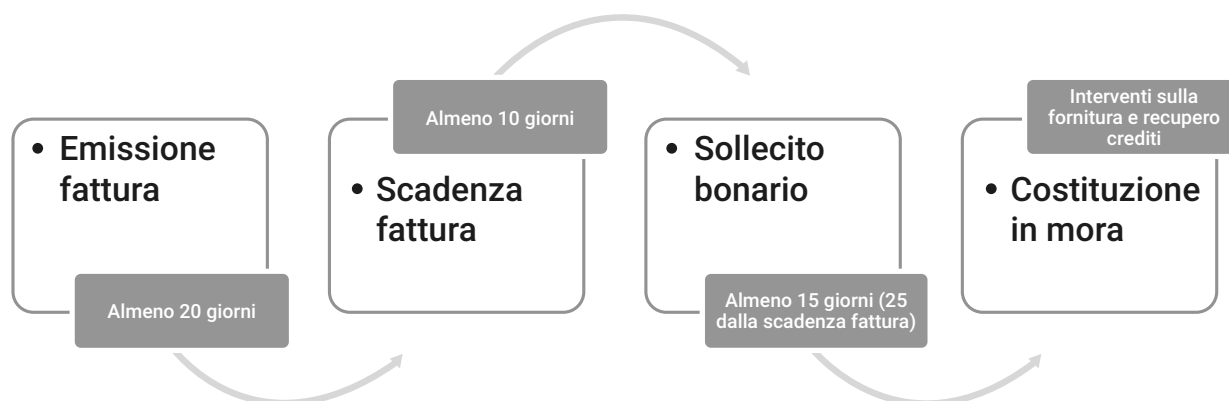 • Emissione
fattura
Almeno 20 giorni
Almeno 10 giorni
• Scadenza
fattura
• Sollecito
bonario
Almeno 15 giorni (25
dalla scadenza fattura)
Interventi sulla
fornitura e recupero
crediti
• Costituzione
in mora